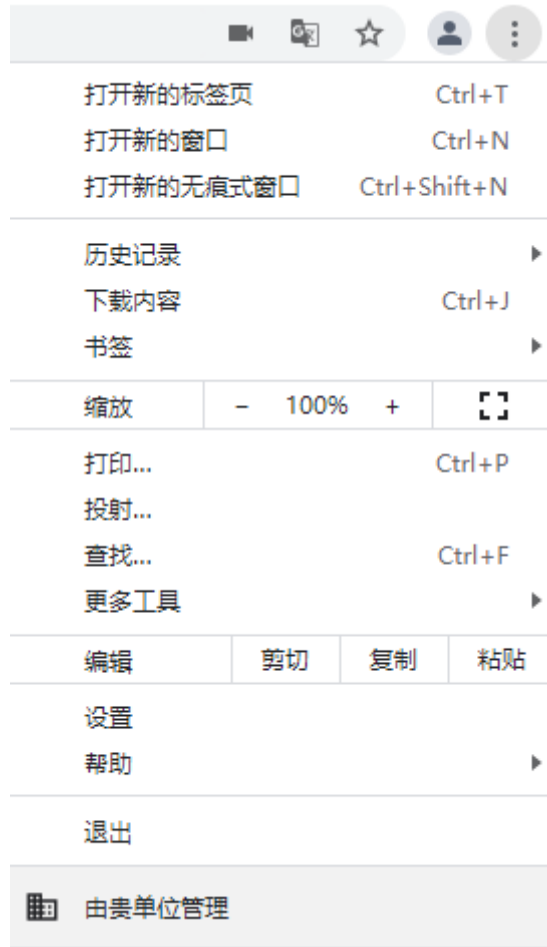 打开新的标签页 Ctrl+T
打开新的窗口 Ctrl+N
打开新的无痕式窗口 Ctrl+Shift+N
历史记录
下载内容 Ctrl+J
书签
缩放 - 100% +
打印... Ctrl+P
投射...
查找... Ctrl+F
更多工具
编辑 剪切 复制 粘贴
设置
帮助
退出
由贵单位管理